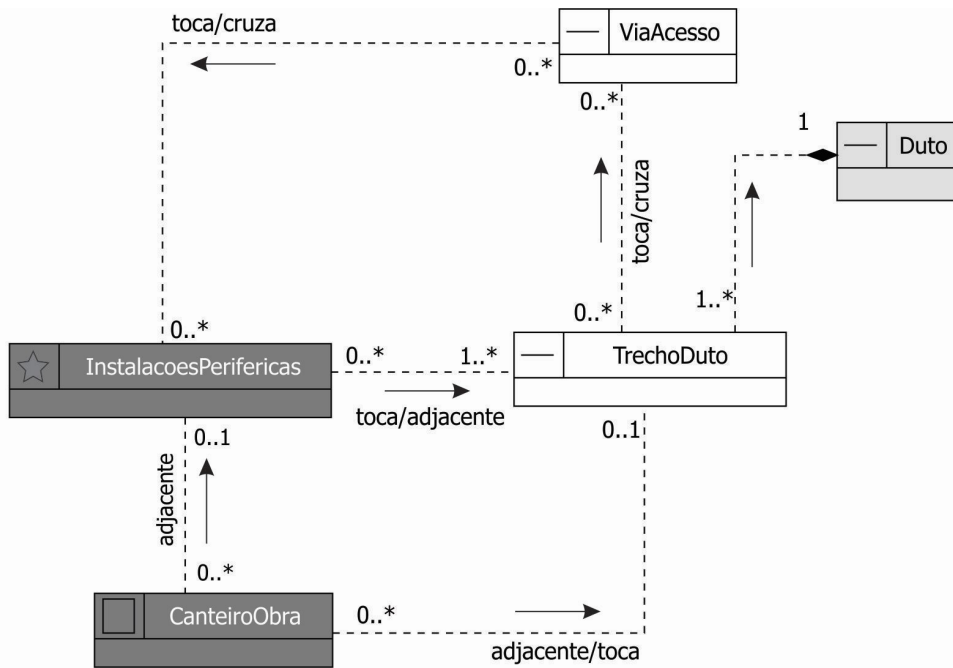 toca/cruza
ViaAcesso
0..*
0..*
1
Duto
toca/cruza
0..*
0..*
1..*
InstalacoesPerifericas
0..*
1..*
TrechoDuto
toca/adjacente
0..1
0..1
adjacente
0..*
CanteiroObra
0..*
adjacente/toca